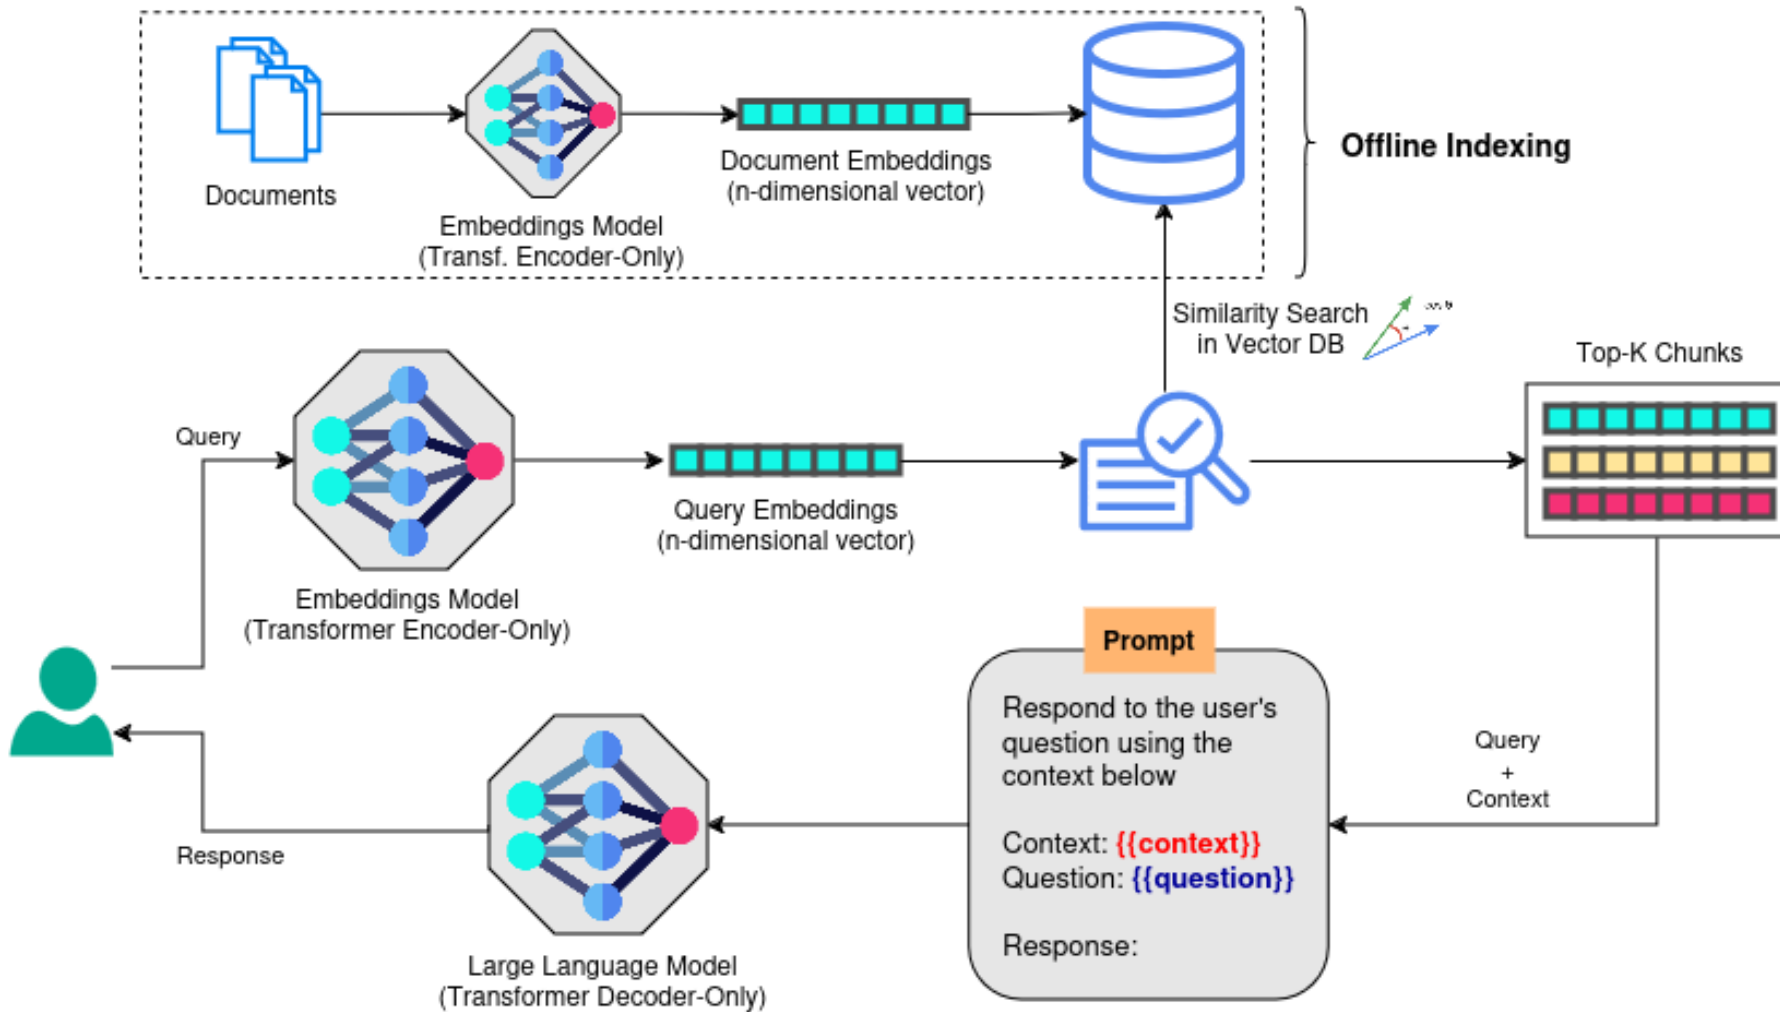 Documents
Embeddings Model
(Transf. Encoder-Only)
Document Embeddings
(n-dimensional vector)
Offline Indexing
Similarity Search
in Vector DB
Top-K Chunks
Query
Embeddings Model
(Transformer Encoder-Only)
Query Embeddings
(n-dimensional vector)
Prompt
Respond to the user's
question using the
context below
Context: {{context}}
Question: {{question}}
Response:
Query
+
Context
Large Language Model
(Transformer Decoder-Only)
Response